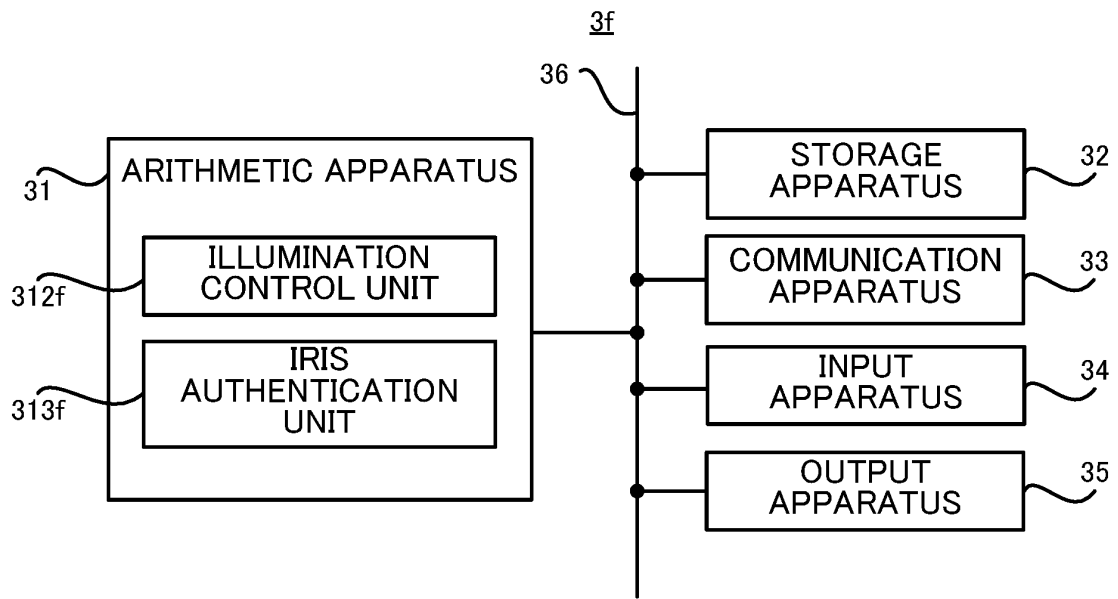 3f
36
ARITHMETIC APPARATUS
31
ILLUMINATION
CONTROL UNIT
312f
IRIS
AUTHENTICATION
UNIT
313f
STORAGE
APPARATUS
32
COMMUNICATION
APPARATUS
33
INPUT
APPARATUS
34
OUTPUT
APPARATUS
35